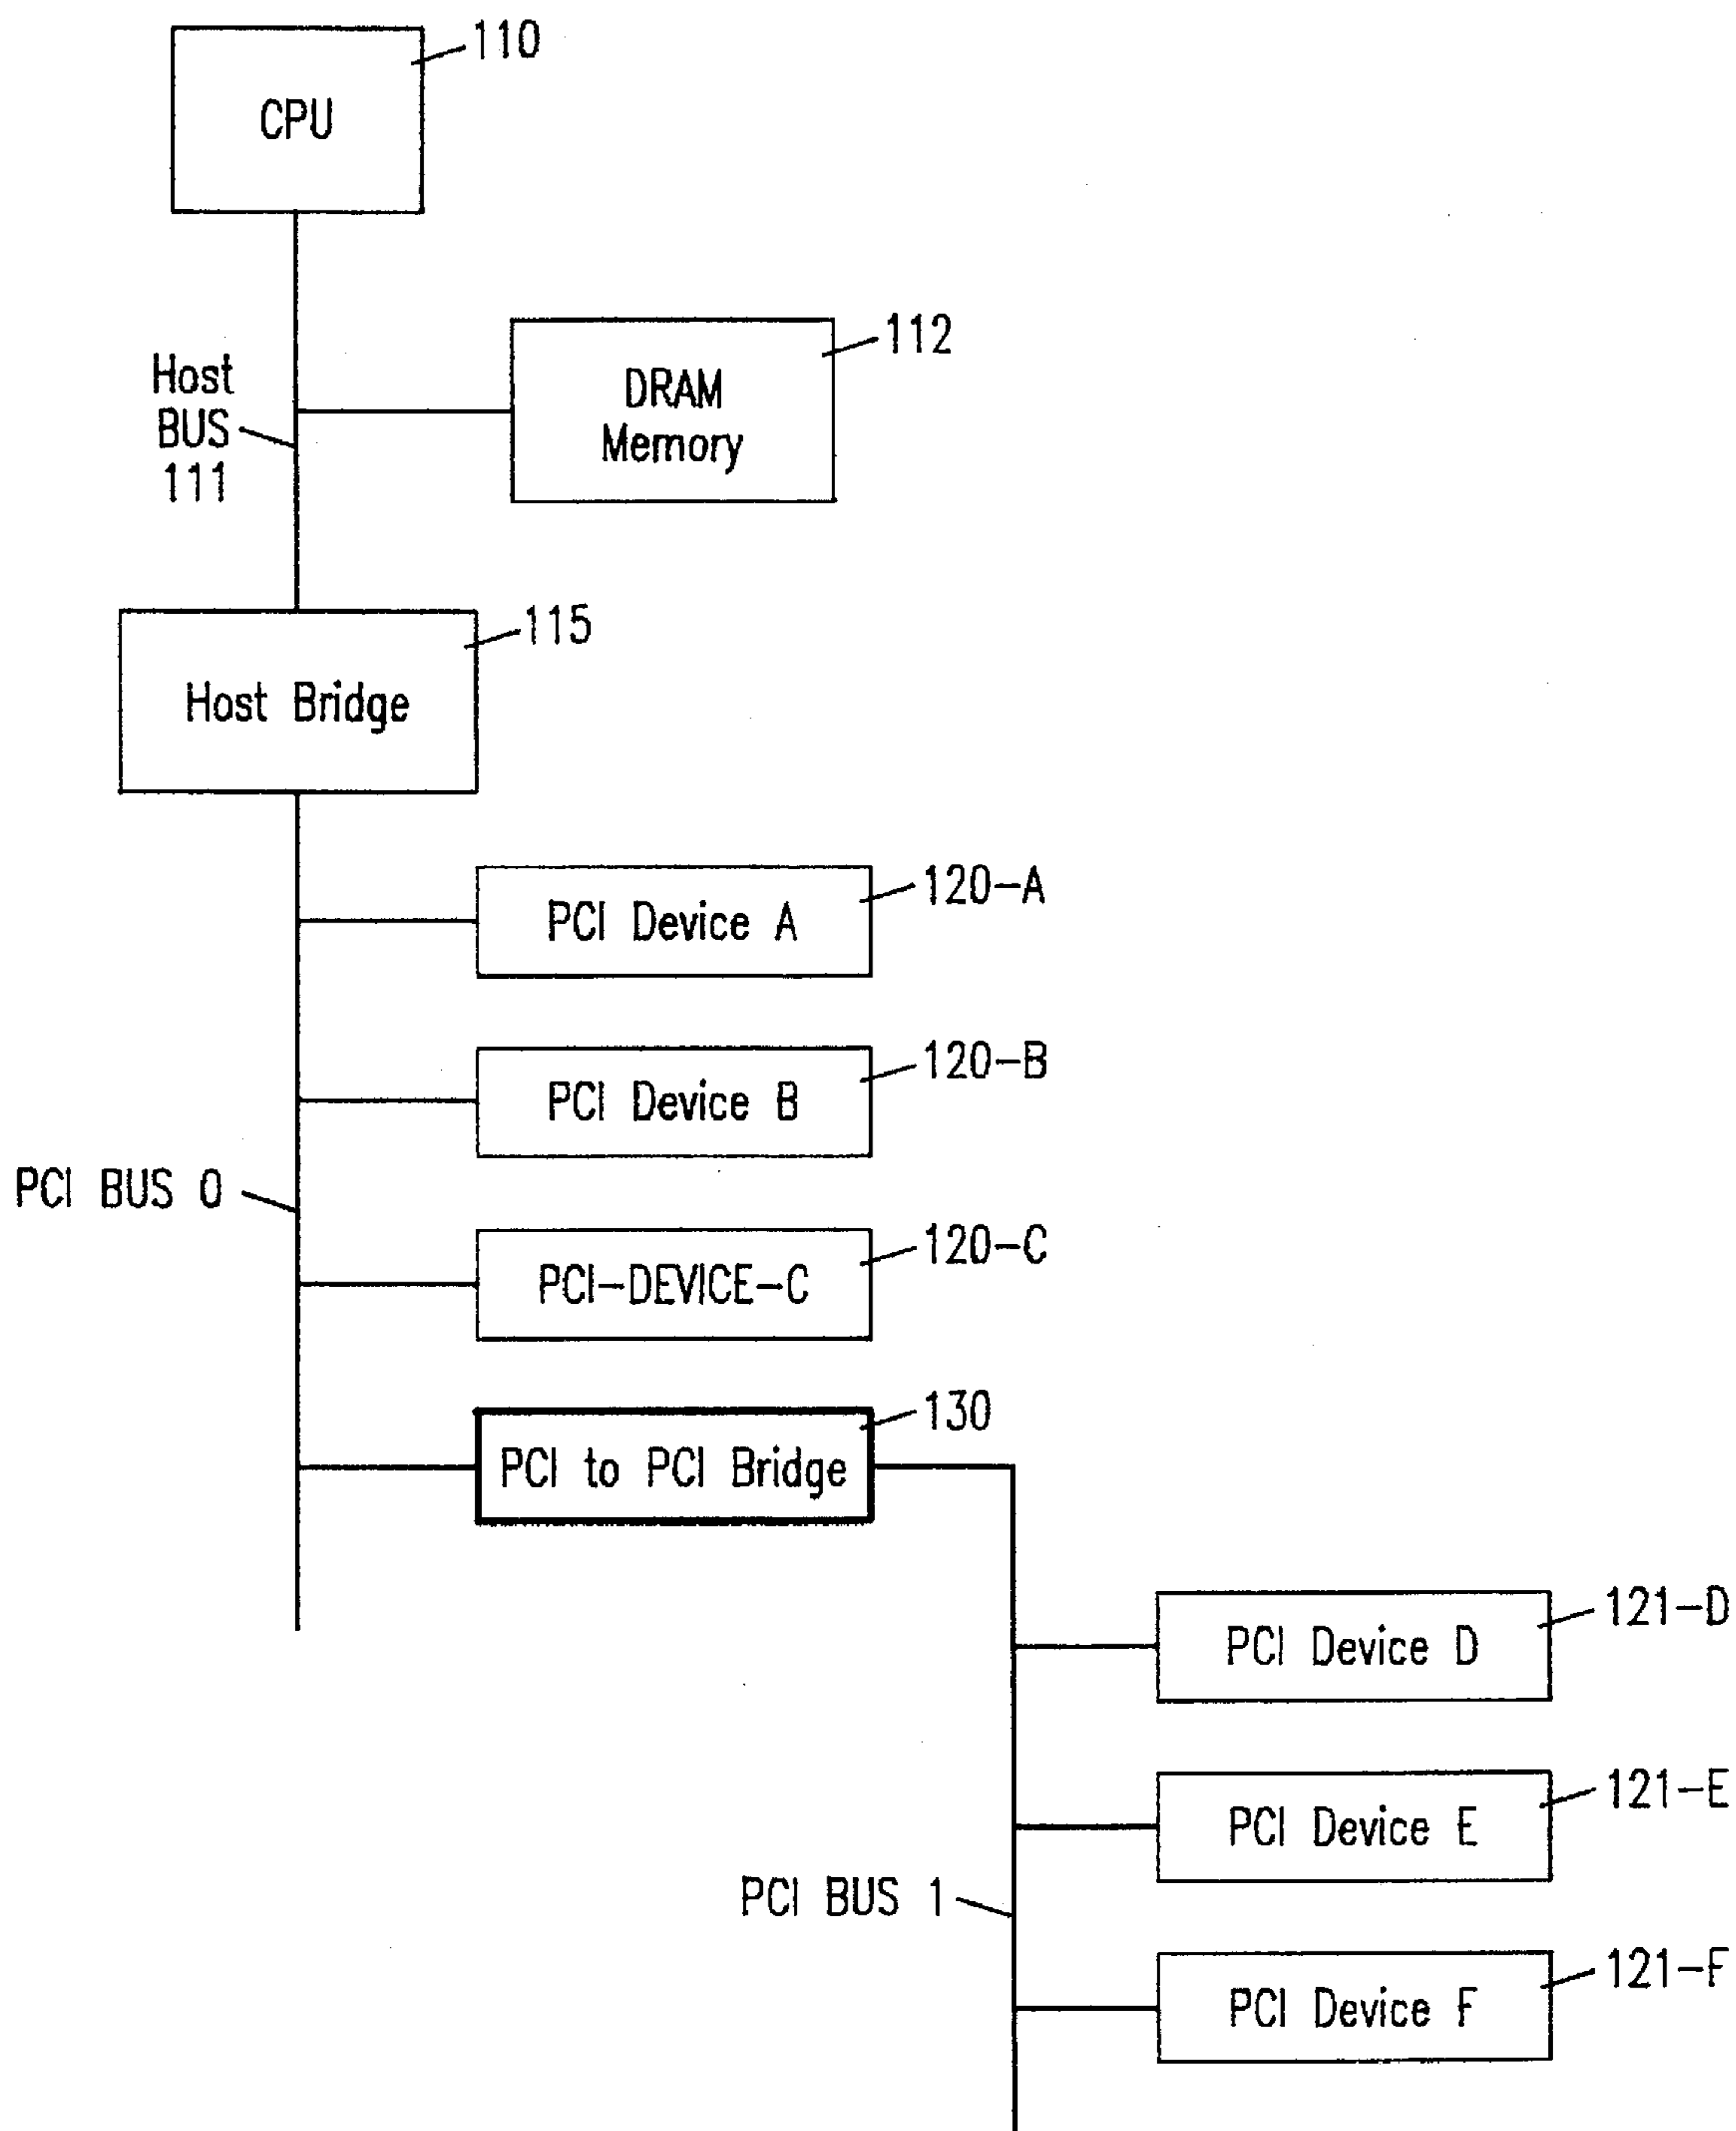 110
CPU
112
DRAM
Memory
Host
BUS
111
115
Host Bridge
120-A
PCI Device A
120-B
PCI Device B
PCI BUS 0
120-C
PCI-DEVICE-C
130
PCI to PCI Bridge
121-D
PCI Device D
121-E
PCI Device E
PCI BUS 1
121-F
PCI Device F